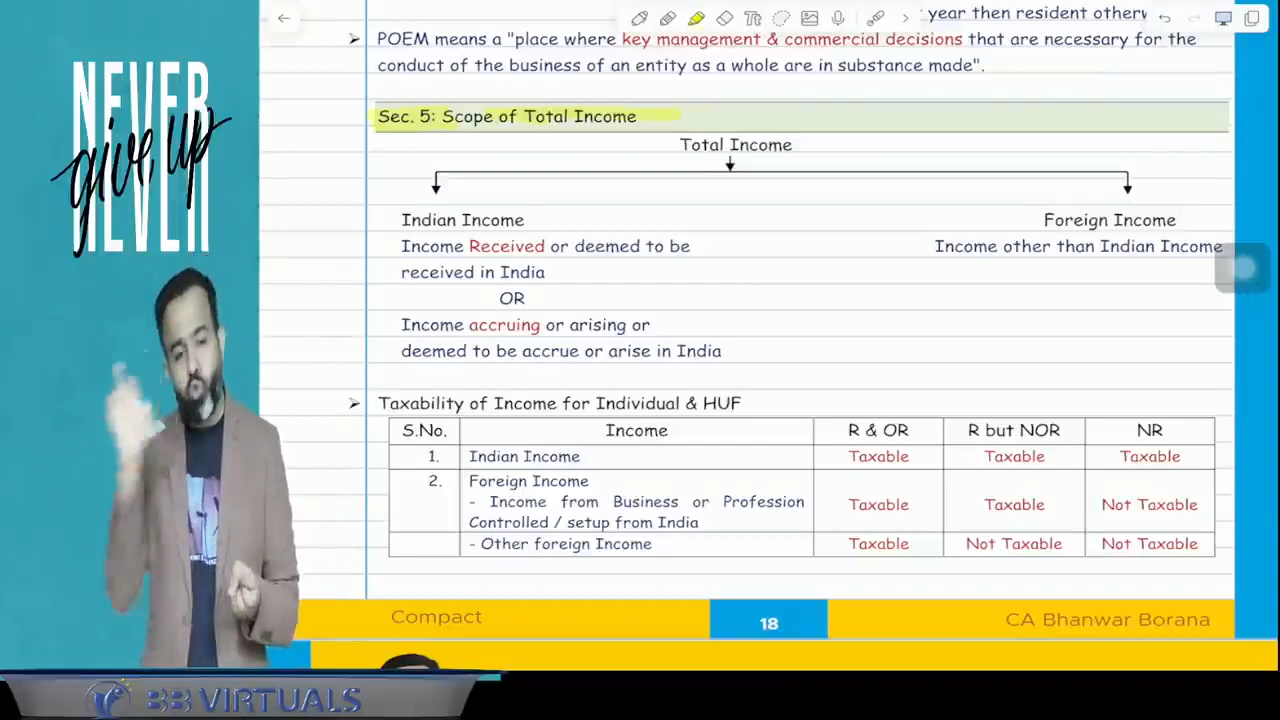 year then resident otherw
POEM means a "place where key management & commercial decisions that are necessary for the
conduct of the business of an entity as a whole are in substance made".
NEVER
give up
NEVER
Sec. 5: Scope of Total Income
Total Income
Indian Income
Foreign Income
Income Received or deemed to be
Income other than Indian Income
received in India
OR
Income accruing or arising or
deemed to be accrue or arise in India
Taxability of Income for Individual & HUF
S.No. Income R & OR R but NOR NR
1. Indian Income Taxable Taxable Taxable
2. Foreign Income
- Income from Business or Profession
Controlled / setup from India Taxable Taxable Not Taxable
- Other foreign Income Taxable Not Taxable Not Taxable
Compact 18 CA Bhanwar Borana
BB VIRTUALS